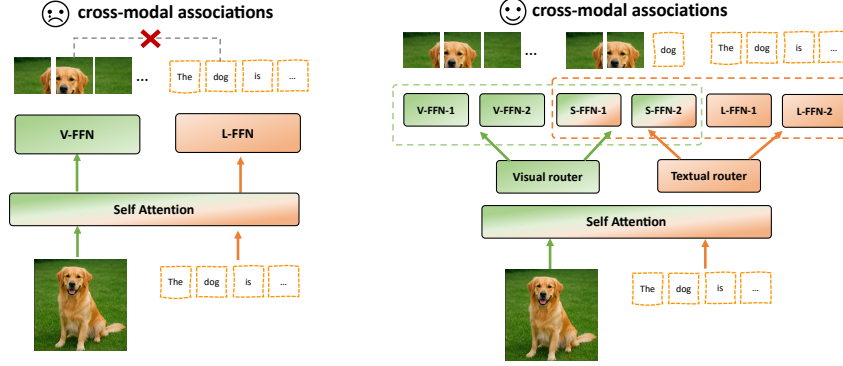 cross-modal associations
...
The dog is ...
V-FFN L-FFN
Self Attention
The dog is ...
cross-modal associations
... dog The dog is ...
V-FFN-1 V-FFN-2 S-FFN-1 S-FFN-2 L-FFN-1 L-FFN-2
Visual router Textual router
Self Attention
The dog is ...